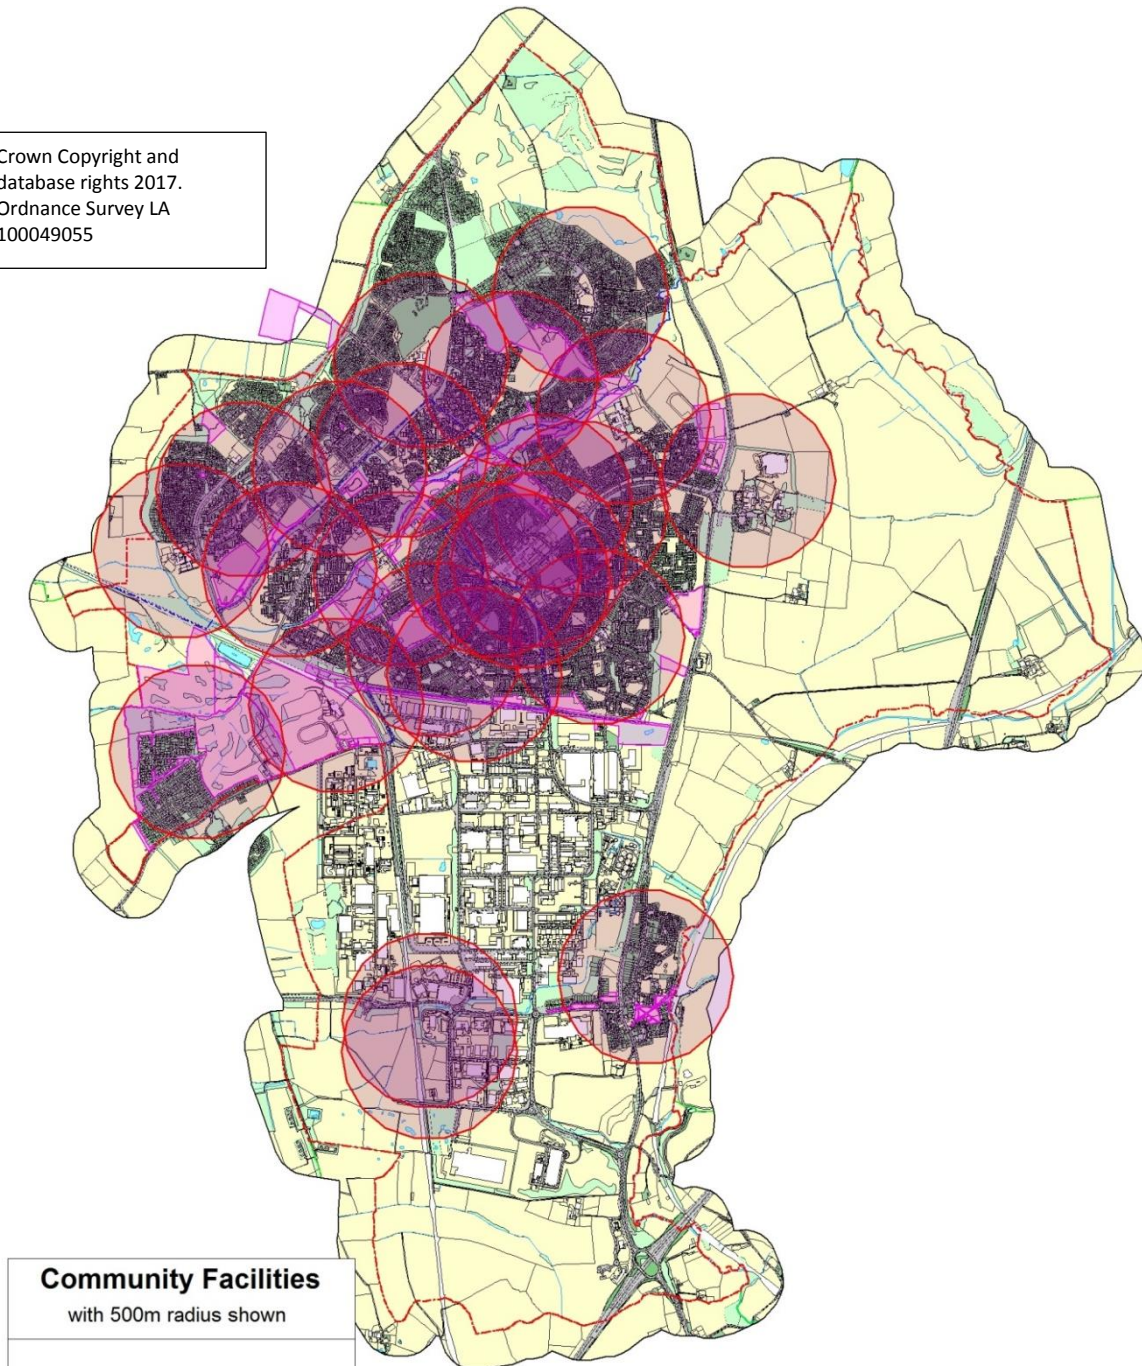 Crown Copyright and
database rights 2017.
Ordnance Survey LA
100049055
Community Facilities
with 500m radius shown